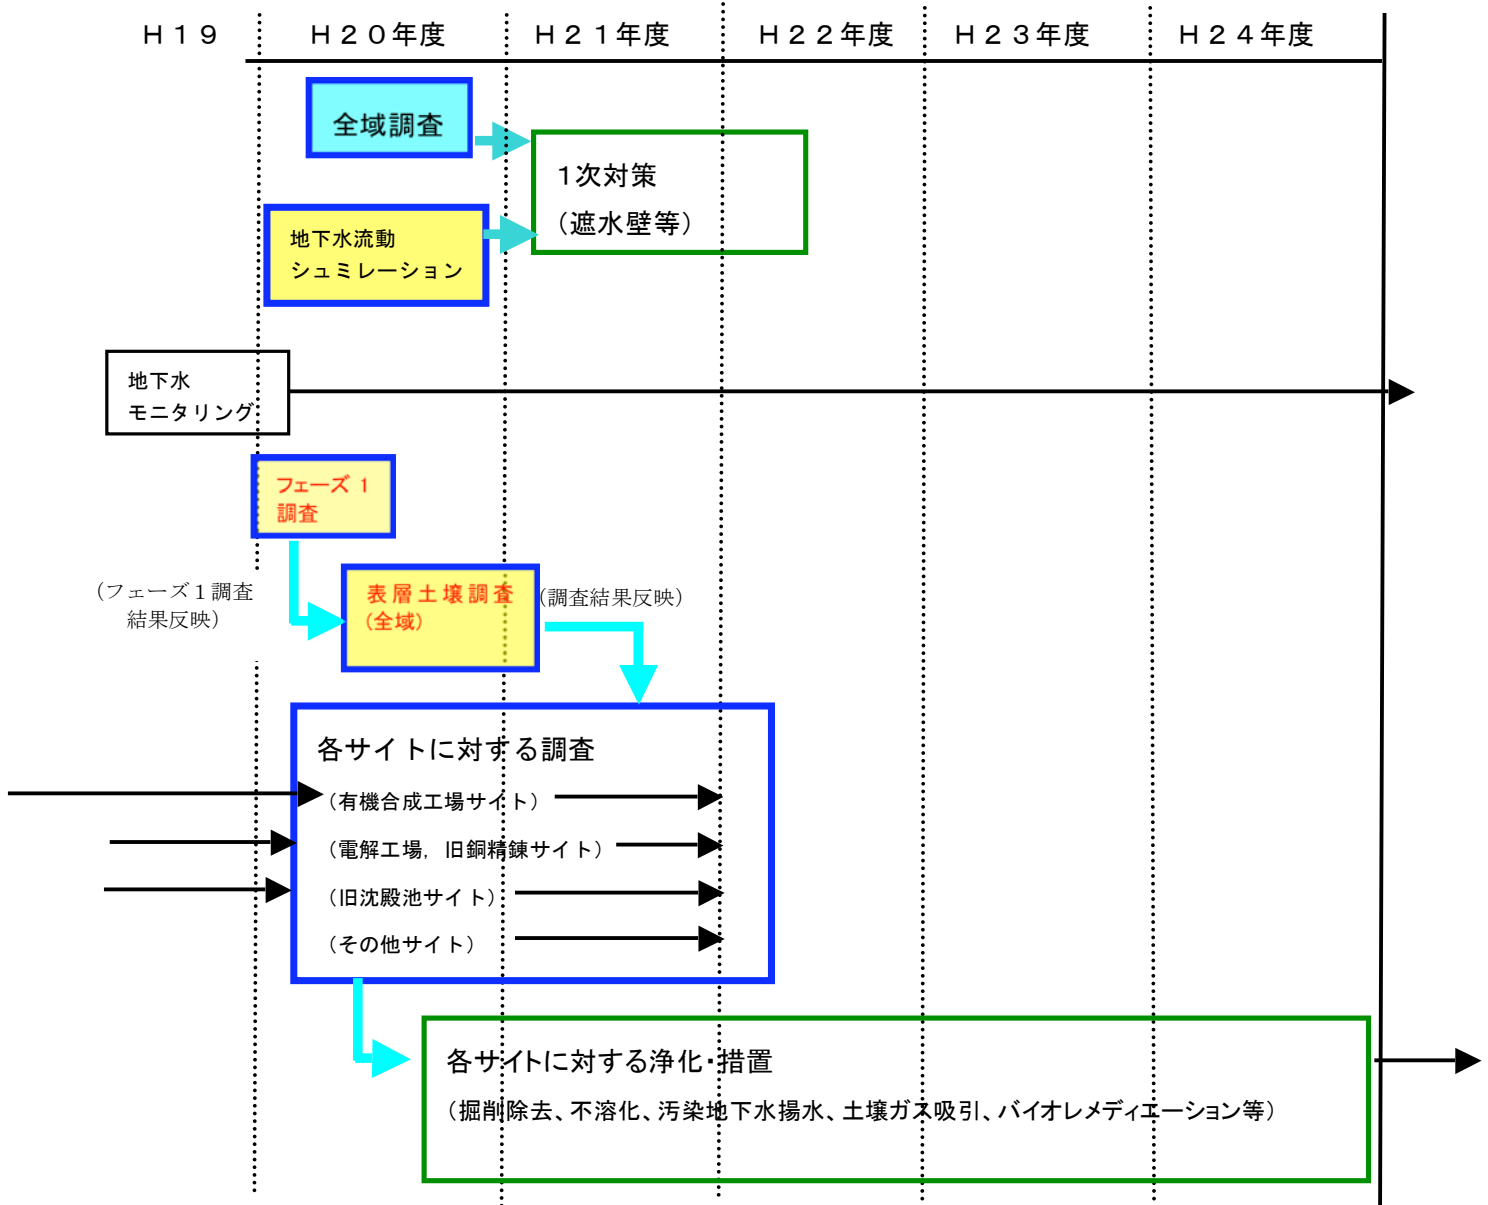 Ｈ１９
Ｈ２０年度
Ｈ２１年度
Ｈ２２年度
Ｈ２３年度
Ｈ２４年度
全域調査
１次対策
（遮水壁等）
地下水流動
シュミレーション
地下水
モニタリング
フェーズ 1
調査
（フェーズ１調査
結果反映）
表層土壌調査
(全域)
（調査結果反映）
各サイトに対する調査
（有機合成工場サイト）
（電解工場，旧銅精錬サイト）
（旧沈殿池サイト）
（その他サイト）
各サイトに対する浄化・措置
（掘削除去、不溶化、汚染地下水揚水、土壌ガス吸引、バイオレメディエーション等）